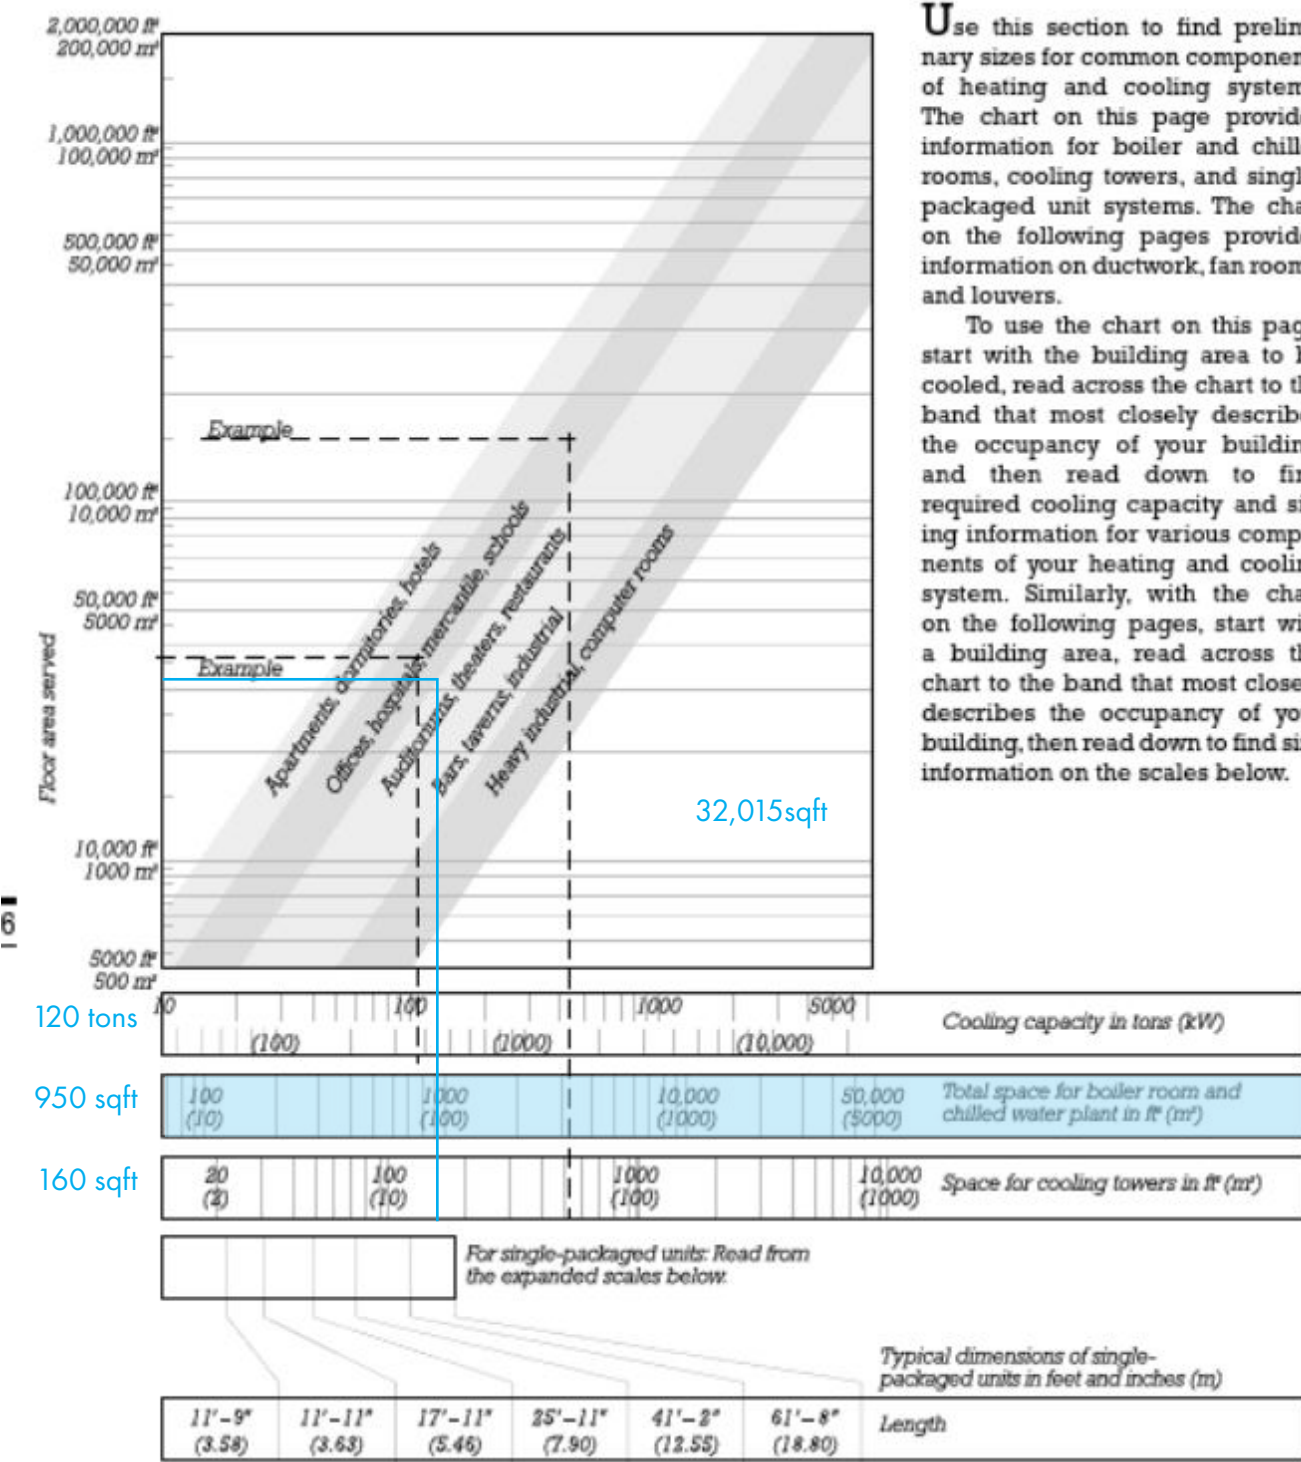 2,000,000 ft²
200,000 m²
1,000,000 ft²
100,000 m²
500,000 ft²
50,000 m²
Example
100,000 ft²
10,000 m²
50,000 ft²
5000 m²
Example
10,000 ft²
1000 m²
5000 ft²
500 m²
Floor area served
Apartments, dormitories, hotels
Offices, hospitals, mercantile, schools
Auditoriums, theaters, restaurants
Bars, taverns, industrial
Heavy industrial, computer rooms
32,015sqft
6
Use this section to find prelim
nary sizes for common componen
of heating and cooling system
The chart on this page provid
information for boiler and chill
rooms, cooling towers, and singl
packaged unit systems. The cha
on the following pages provid
information on ductwork, fan room
and louvers.
To use the chart on this pag
start with the building area to b
cooled, read across the chart to th
band that most closely describe
the occupancy of your buildin
and then read down to fin
required cooling capacity and si
ing information for various comp
nents of your heating and coolin
system. Similarly, with the cha
on the following pages, start wi
a building area, read across th
chart to the band that most close
describes the occupancy of yo
building, then read down to find si
information on the scales below.
120 tons
10 100 1000 5000
(100) (1000) (10,000)
Cooling capacity in tons (kW)
950 sqft
100 1000 10,000 50,000
(10) (100) (1000) (5000)
Total space for boiler room and
chilled water plant in ft² (m²)
160 sqft
20 100 1000 10,000
(2) (10) (100) (1000)
Space for cooling towers in ft² (m²)
For single-packaged units: Read from
the expanded scales below.
Typical dimensions of single-
packaged units in feet and inches (m)
11'–9" 11'–11" 17'–11" 25'–11" 41'–2" 61'–8"
(3.58) (3.63) (5.46) (7.90) (12.55) (18.80)
Length